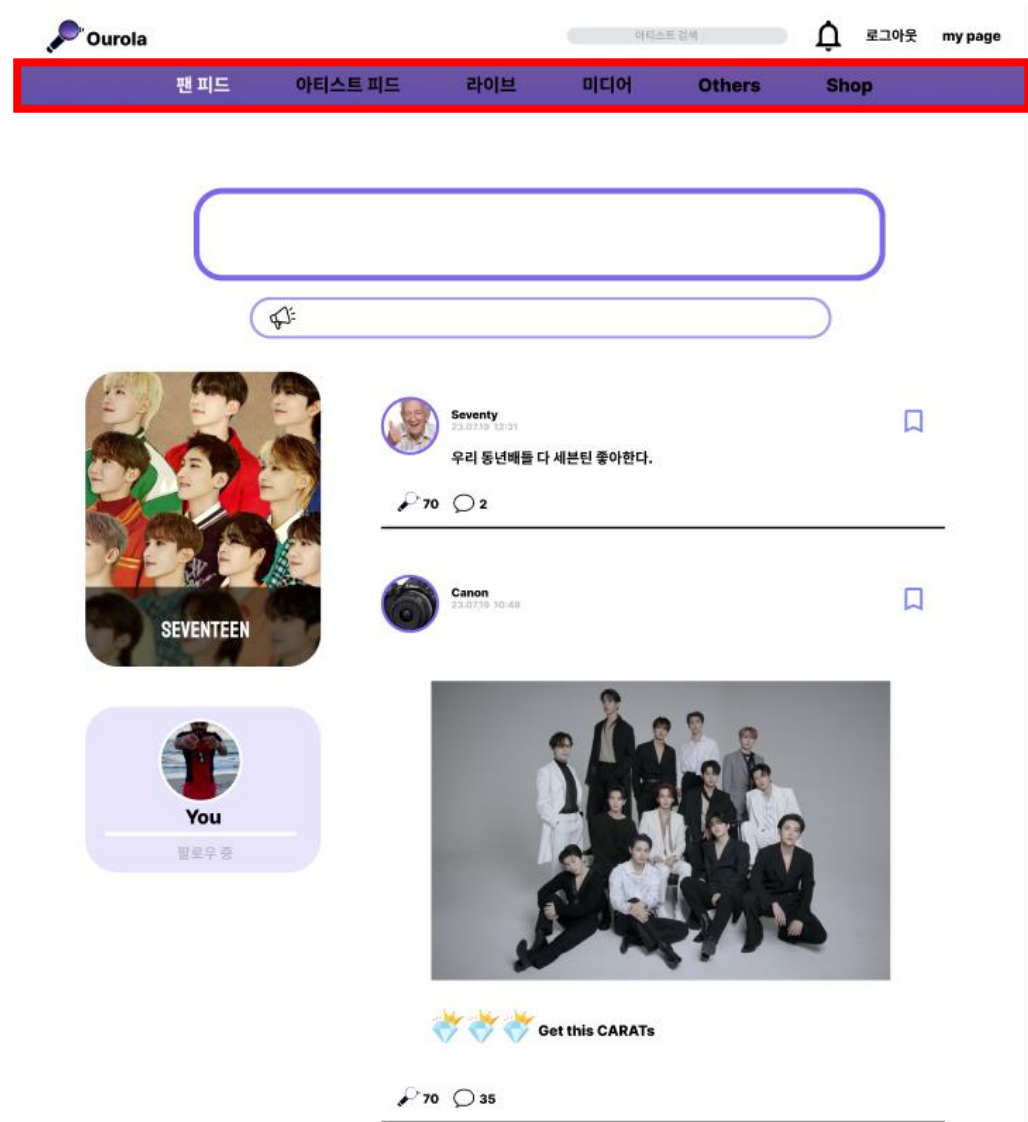 Ourola
아티스트 검색
로그아웃
my page
팬 피드
아티스트 피드
라이브
미디어
Others
Shop
SEVENTEEN
You
팔로우 중
Seventy
23.07.19 12:31
우리 동년배들 다 세븐틴 좋아한다.
70
2
Canon
23.07.19 10:48
Get this CARATs
70
35